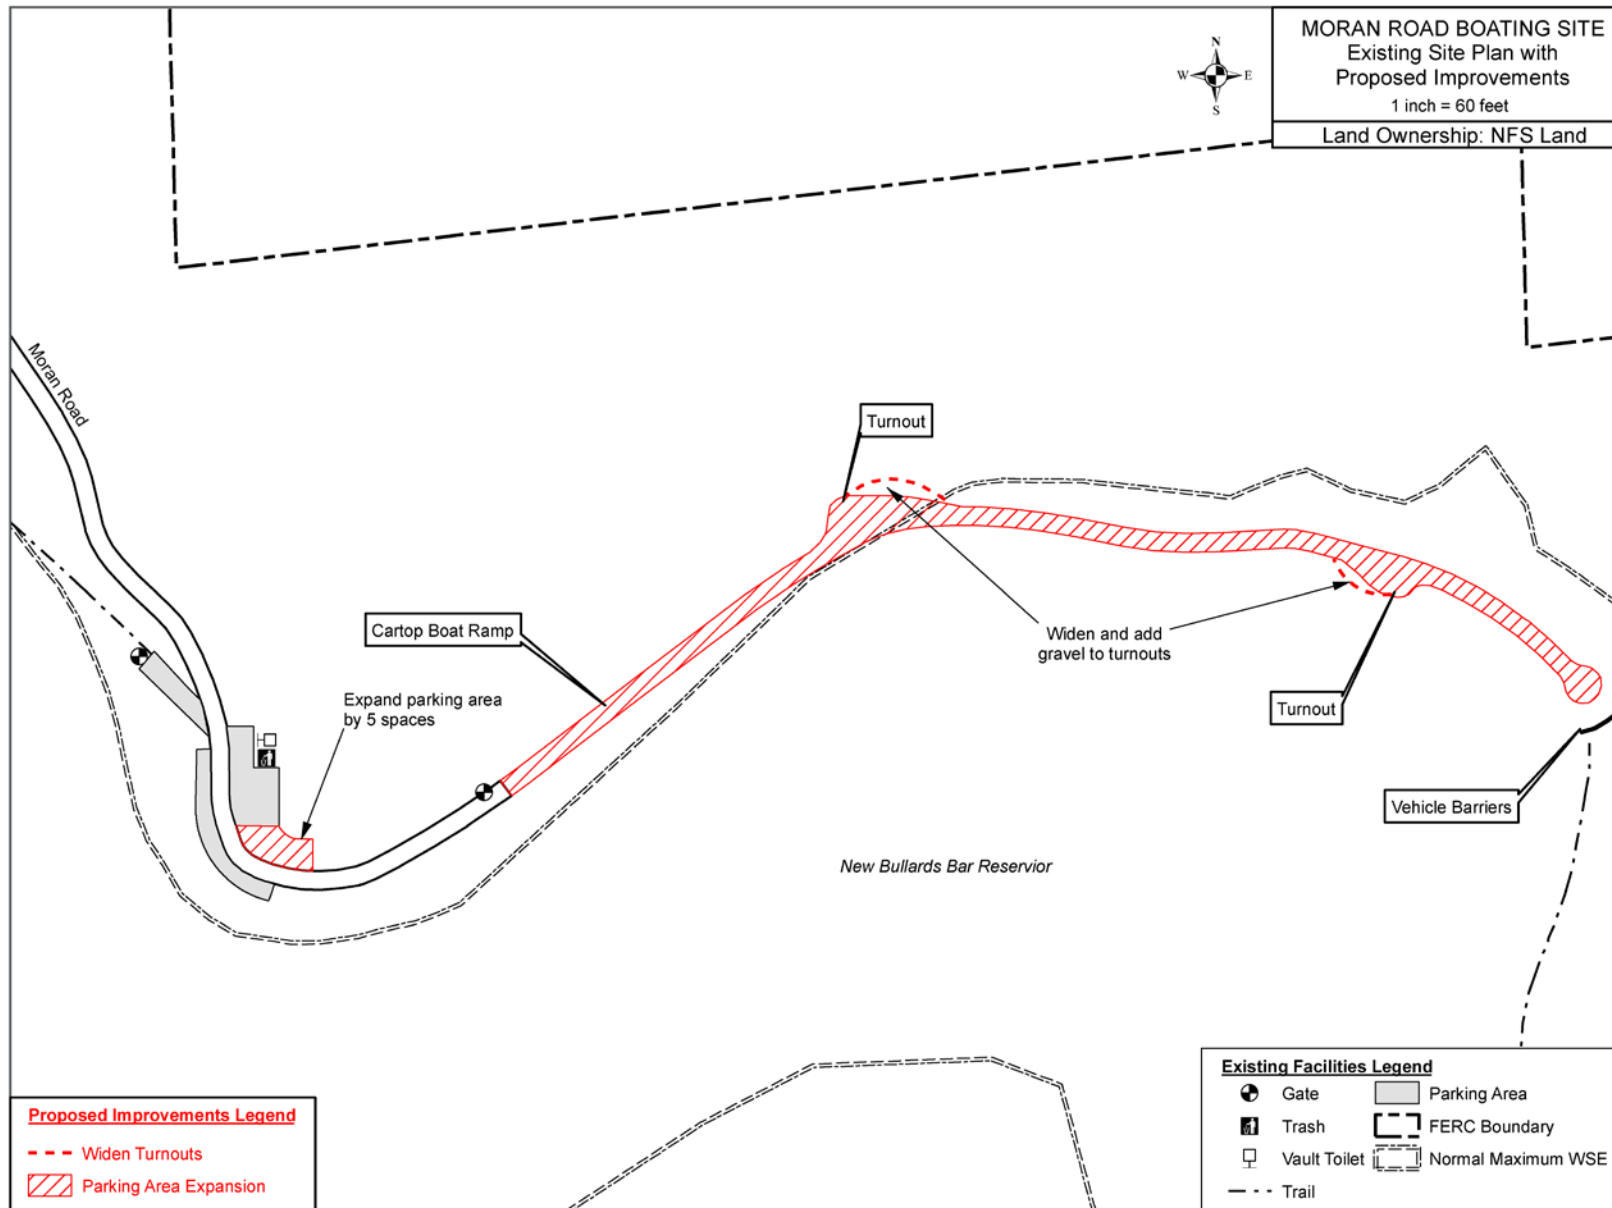 MORAN ROAD BOATING SITE
Existing Site Plan with
Proposed Improvements
1 inch = 60 feet
Land Ownership: NFS Land
N
W E
S
Moran Road
Turnout
Cartop Boat Ramp
Widen and add
gravel to turnouts
Expand parking area
by 5 spaces
Turnout
Vehicle Barriers
New Bullards Bar Reservior
Proposed Improvements Legend
Widen Turnouts
Parking Area Expansion
Existing Facilities Legend
Gate
Parking Area
Trash
FERC Boundary
Vault Toilet
Normal Maximum WSE
Trail